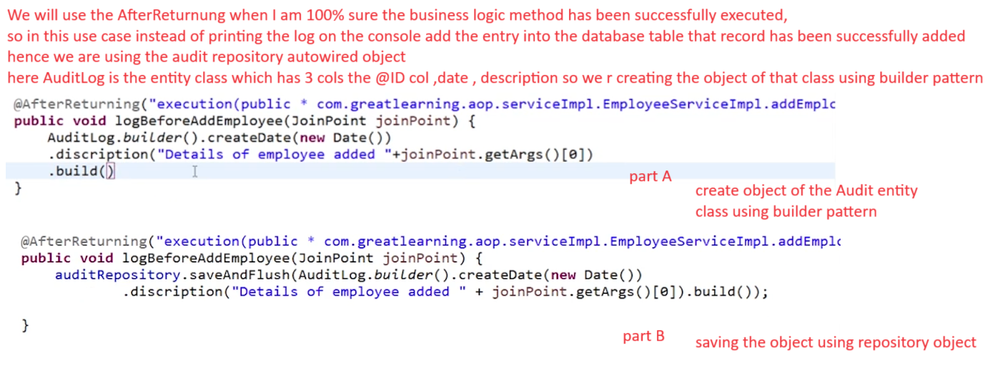 We will use the AfterReturnung when I am 100% sure the business logic method has been successfully executed,
so in this use case instead of printing the log on the console add the entry into the database table that record has been successfully added
hence we are using the audit repository autowired object
here AuditLog is the entity class which has 3 cols the @ID col ,date , description so we r creating the object of that class using builder pattern
@AfterReturning("execution(public * com.greatlearning.aop.serviceImpl.EmployeeServiceImpl.addEmplc
public void logBeforeAddEmployee(JoinPoint joinPoint) {
AuditLog.builder().createDate(new Date())
.discription("Details of employee added "+joinPoint.getArgs()[0])
.build()
part A
}
create object of the Audit entity
class using builder pattern
@AfterReturning("execution(public * com.greatlearning.aop.serviceImpl.EmployeeServiceImpl.addEmplc
public void logBeforeAddEmployee(JoinPoint joinPoint) {
auditRepository.saveAndFlush(AuditLog.builder().createDate(new Date())
.discription("Details of employee added " + joinPoint.getArgs()[0]).build());
}
part B
saving the object using repository object